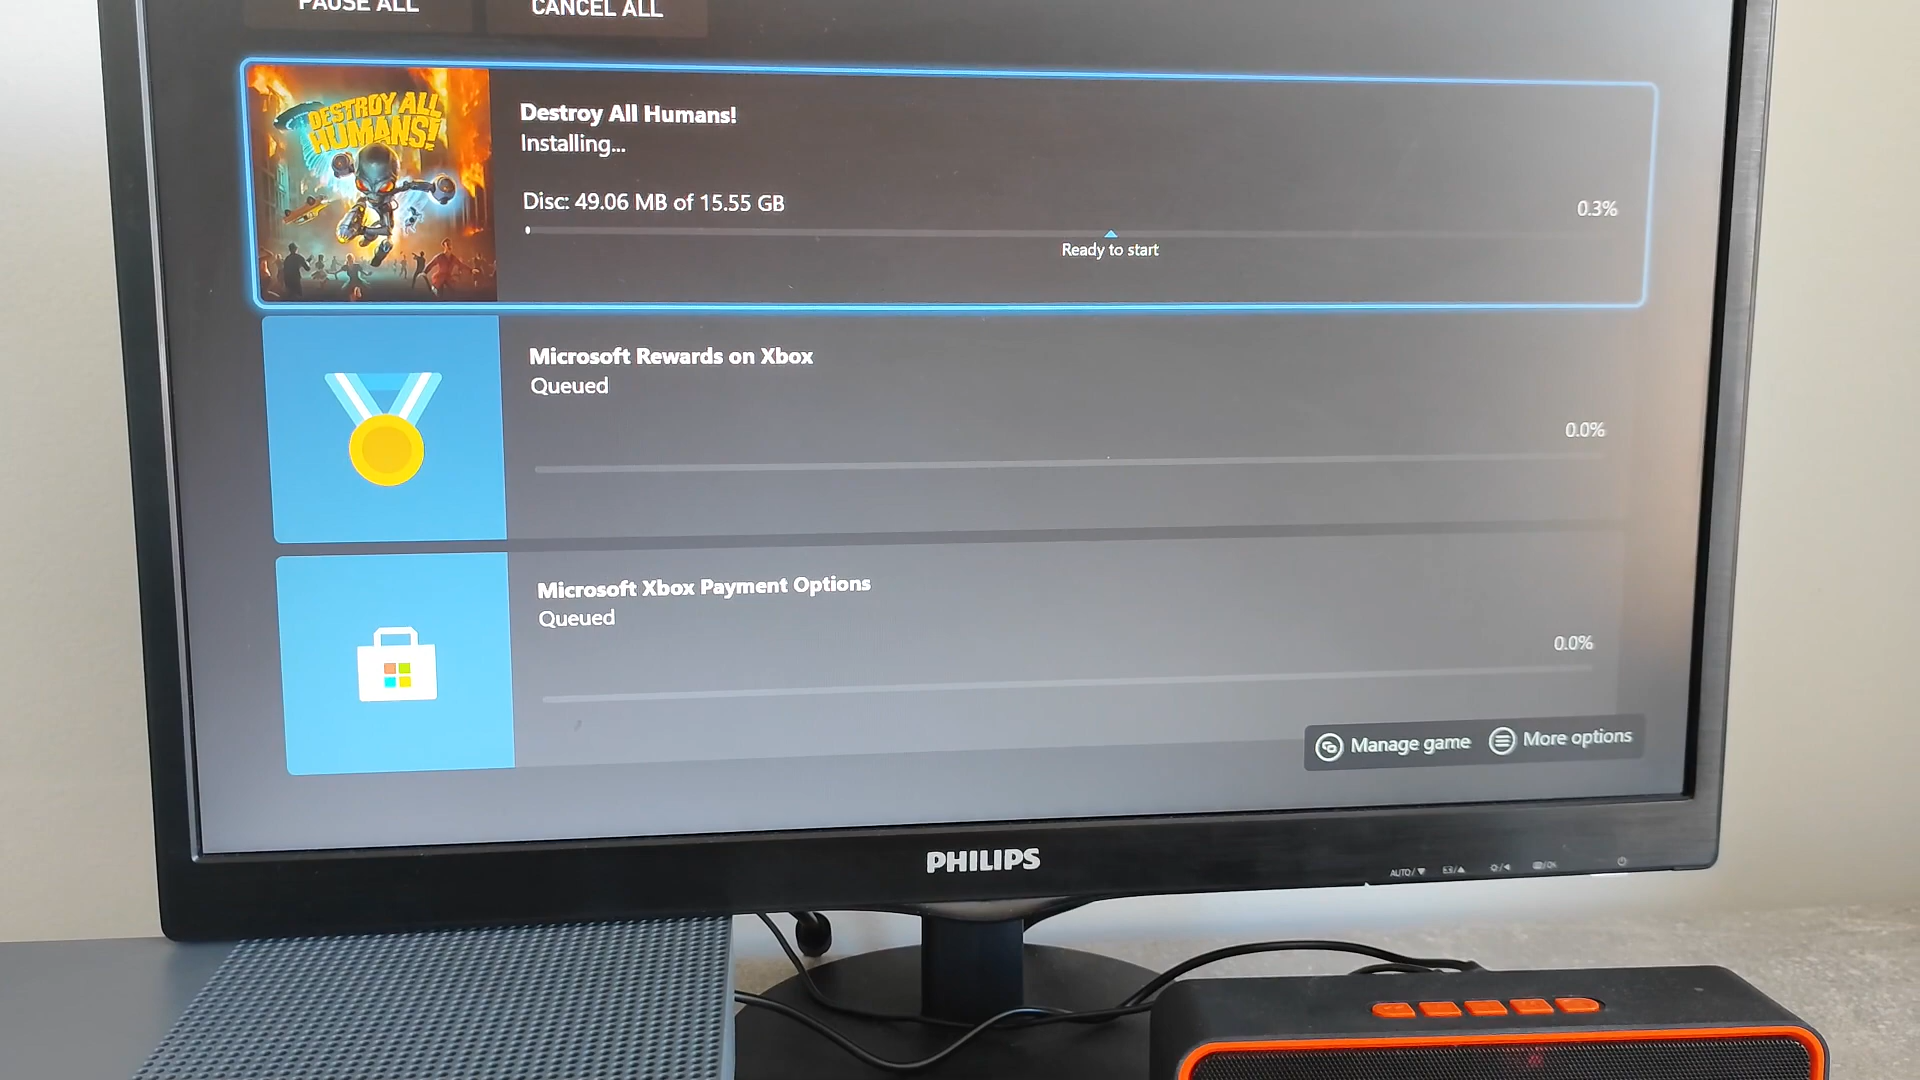 PAUSE ALL
CANCEL ALL
DESTROY ALL
HUMANS!
Destroy All Humans!
Installing...
Disc: 49.06 MB of 15.55 GB
0.3%
Ready to start
Microsoft Rewards on Xbox
Queued
0.0%
Microsoft Xbox Payment Options
Queued
0.0%
Manage game
More options
PHILIPS
AUTO/▼